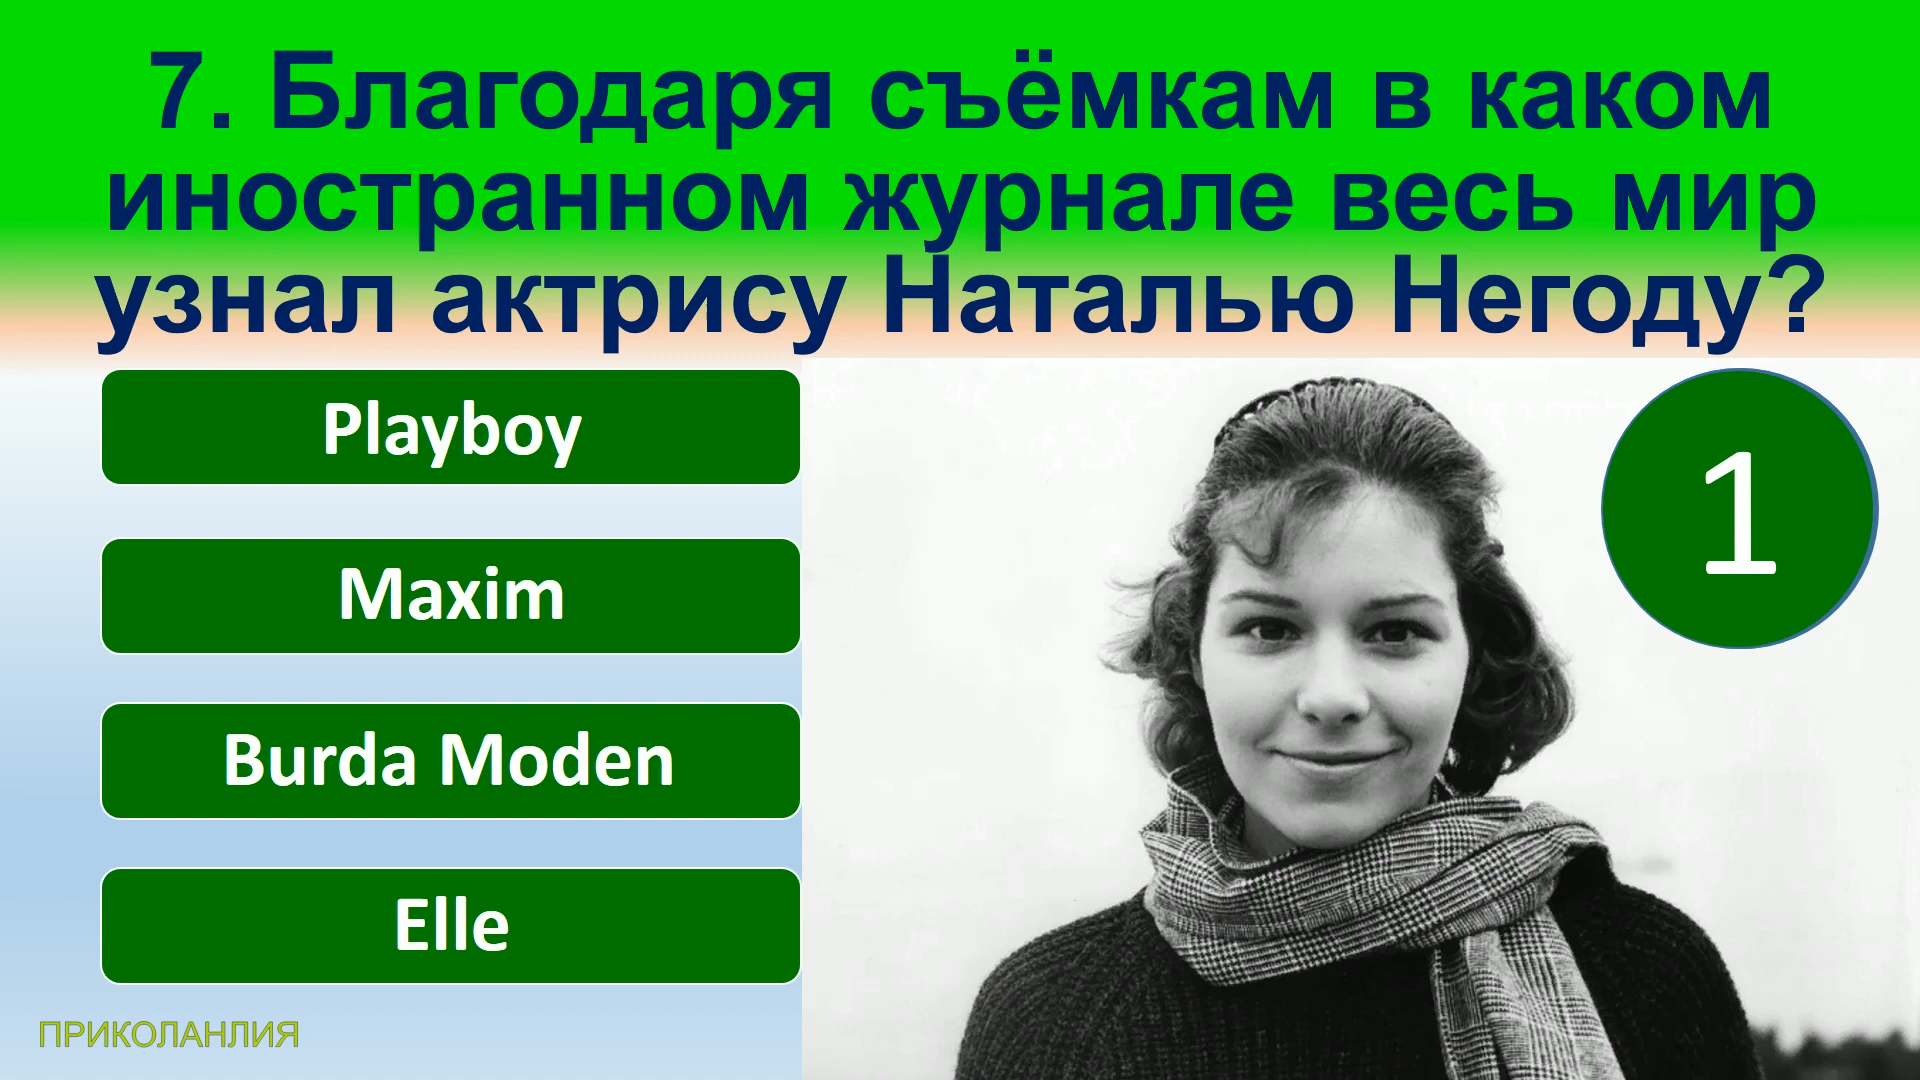 7. Благодаря съёмкам в каком
иностранном журнале весь мир
узнал актрису Наталью Негоду?
Playboy
1
Maxim
Burda Moden
Elle
ПРИКОЛАНЛИЯ